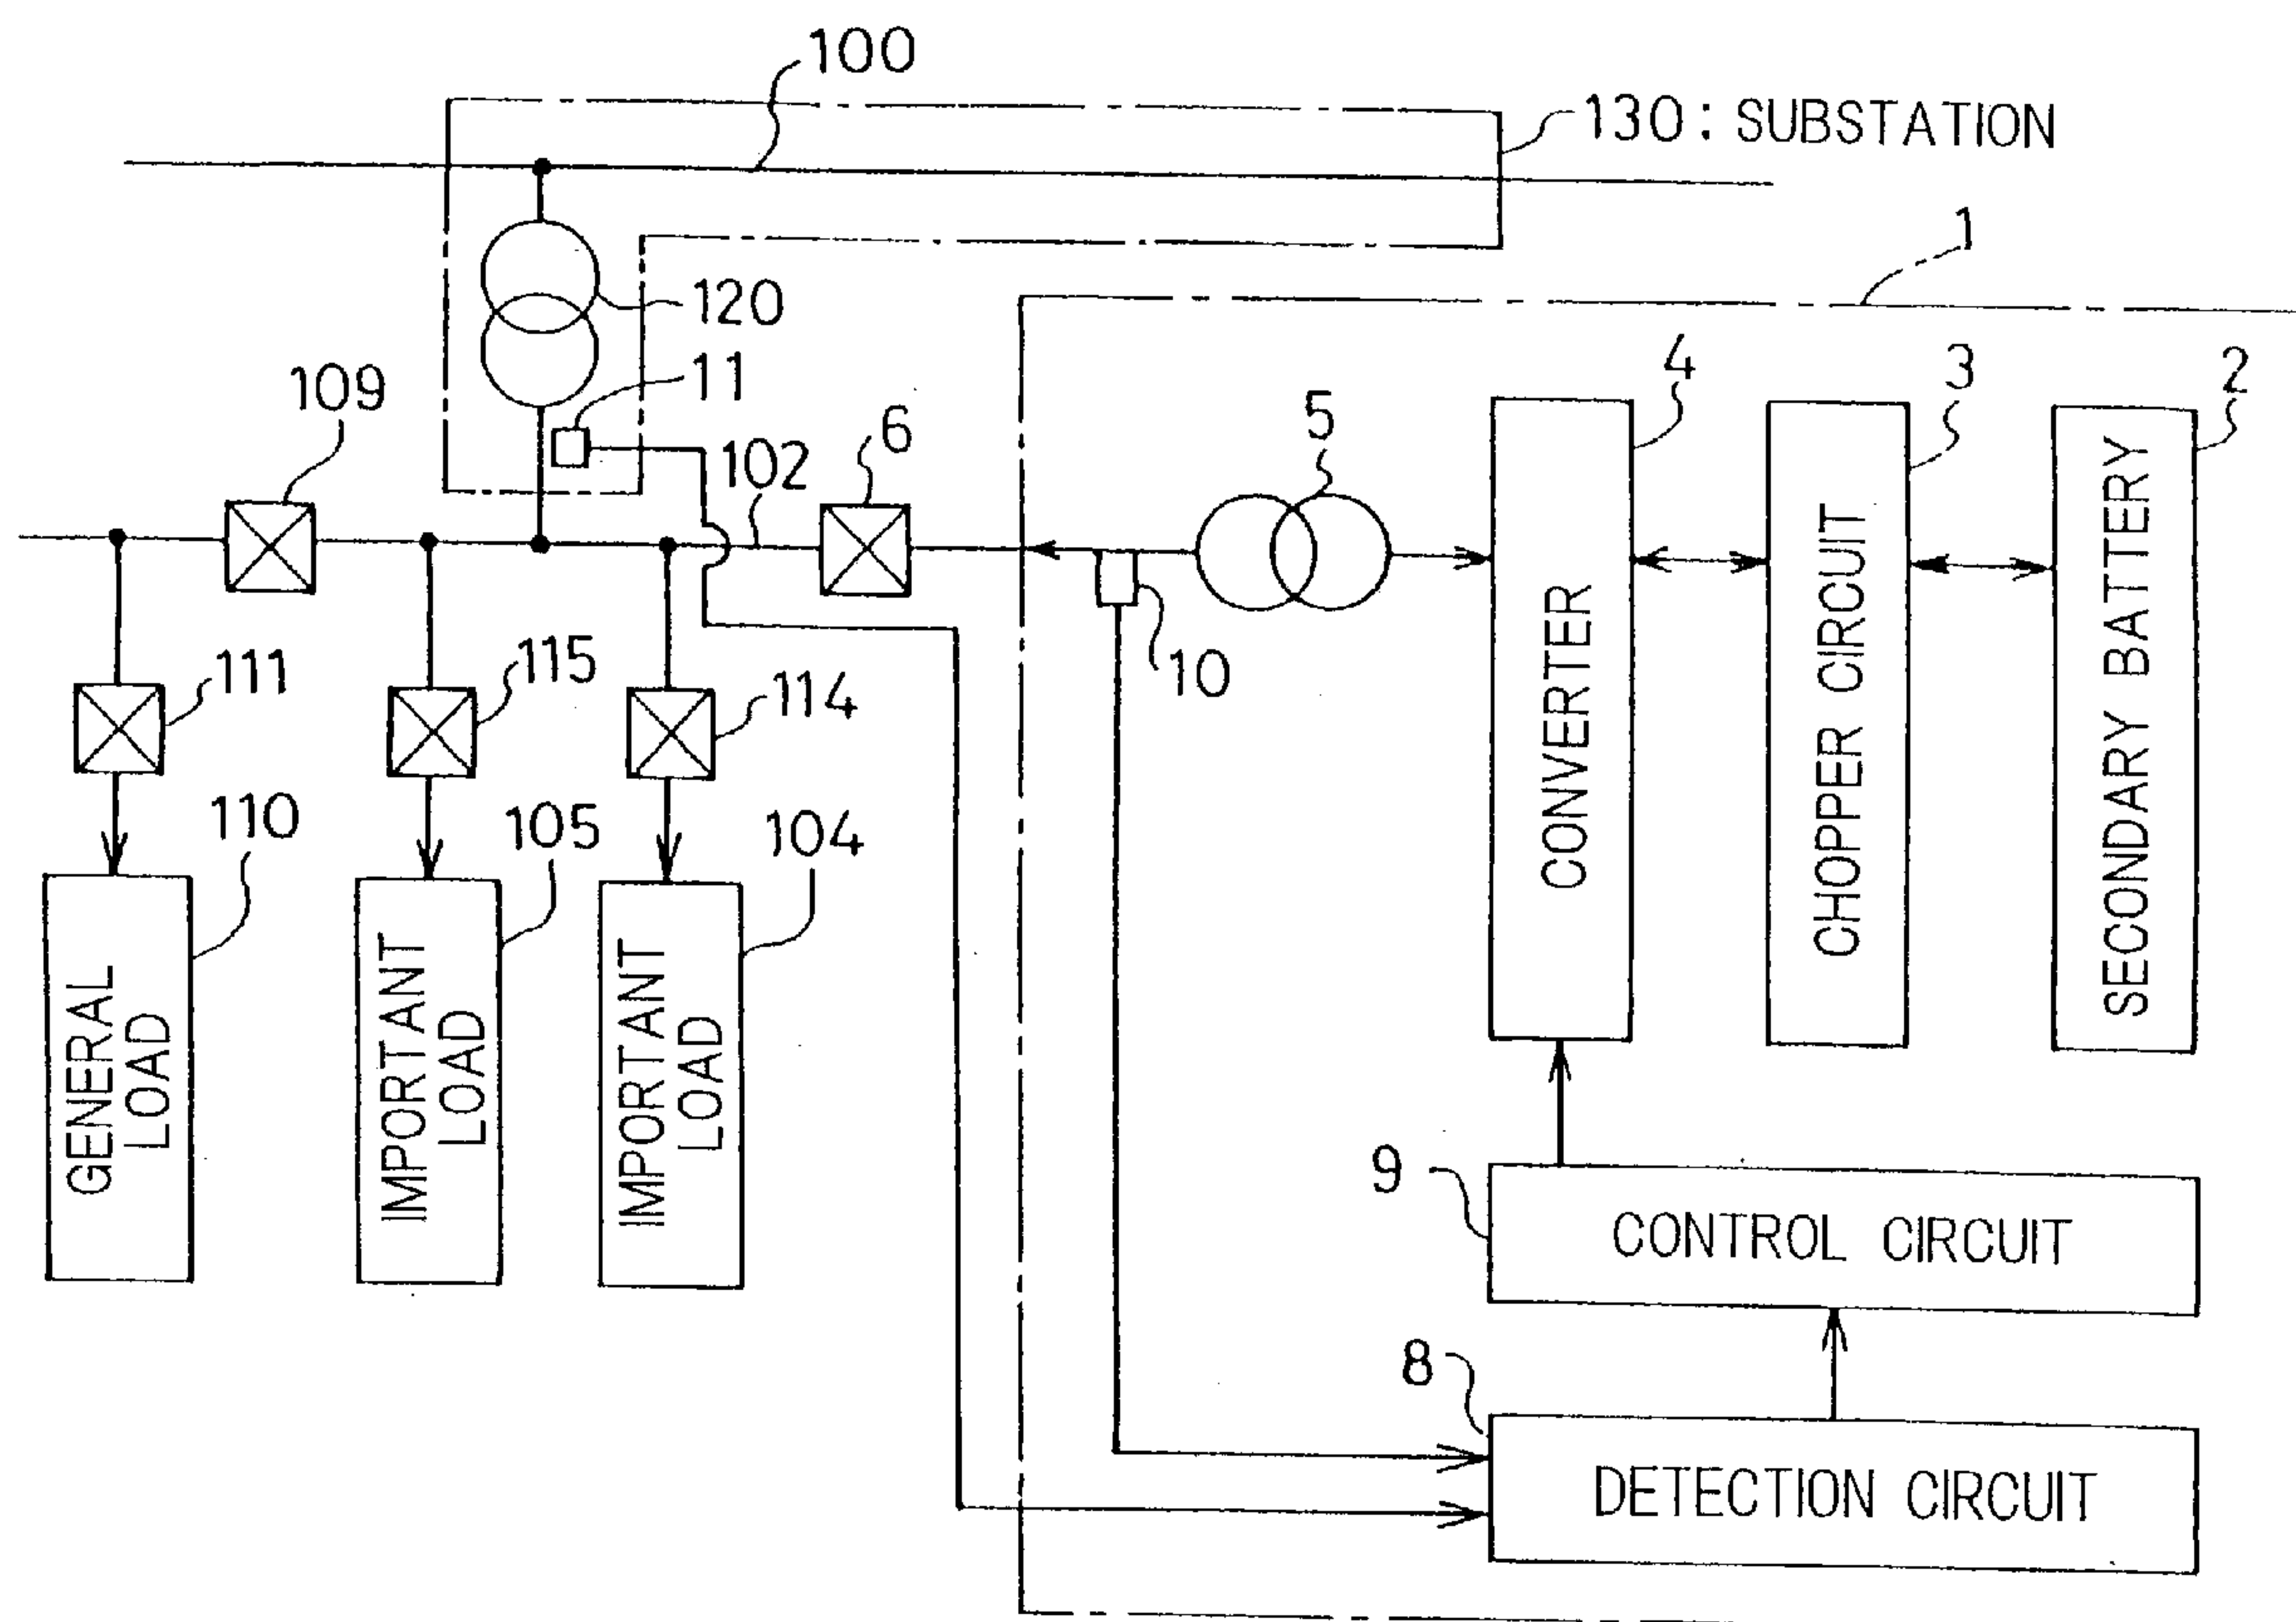 100
130: SUBSTATION
1
120
11
109
6
102
5
4
3
2
10
111
115
114
110
105
104
CONVERTER
CHOPPER CIRCUIT
SECONDARY BATTERY
GENERAL
LOAD
IMPORTANT
LOAD
IMPORTANT
LOAD
9
CONTROL CIRCUIT
8
DETECTION CIRCUIT